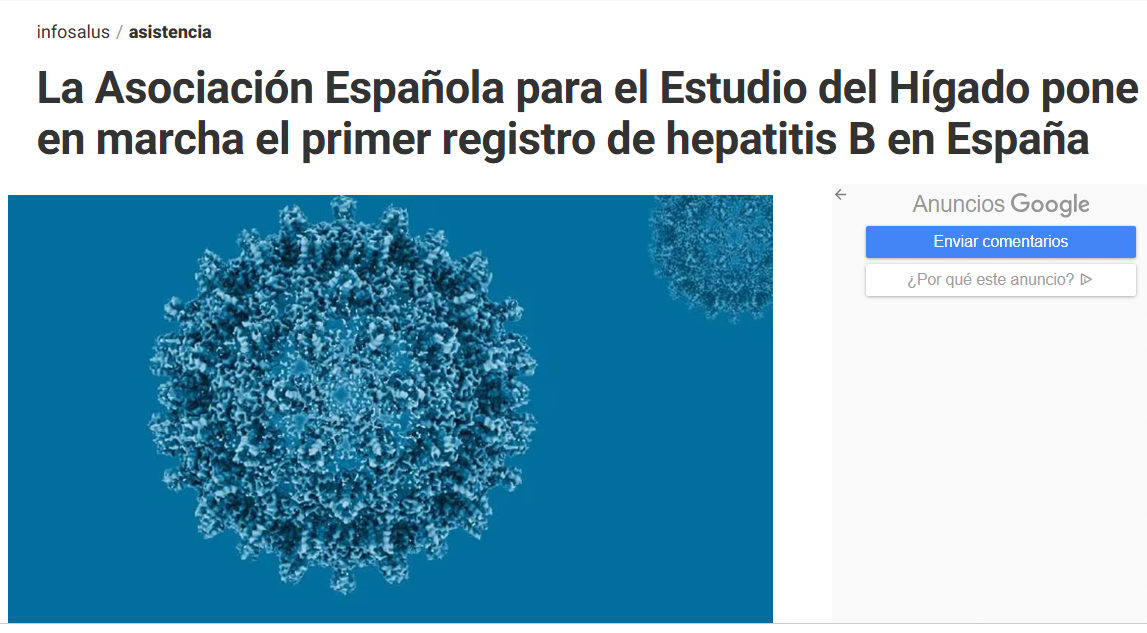 infosalus / asistencia
La Asociación Española para el Estudio del Hígado pone
en marcha el primer registro de hepatitis B en España
Anuncios Google
Enviar comentarios
¿Por qué este anuncio?